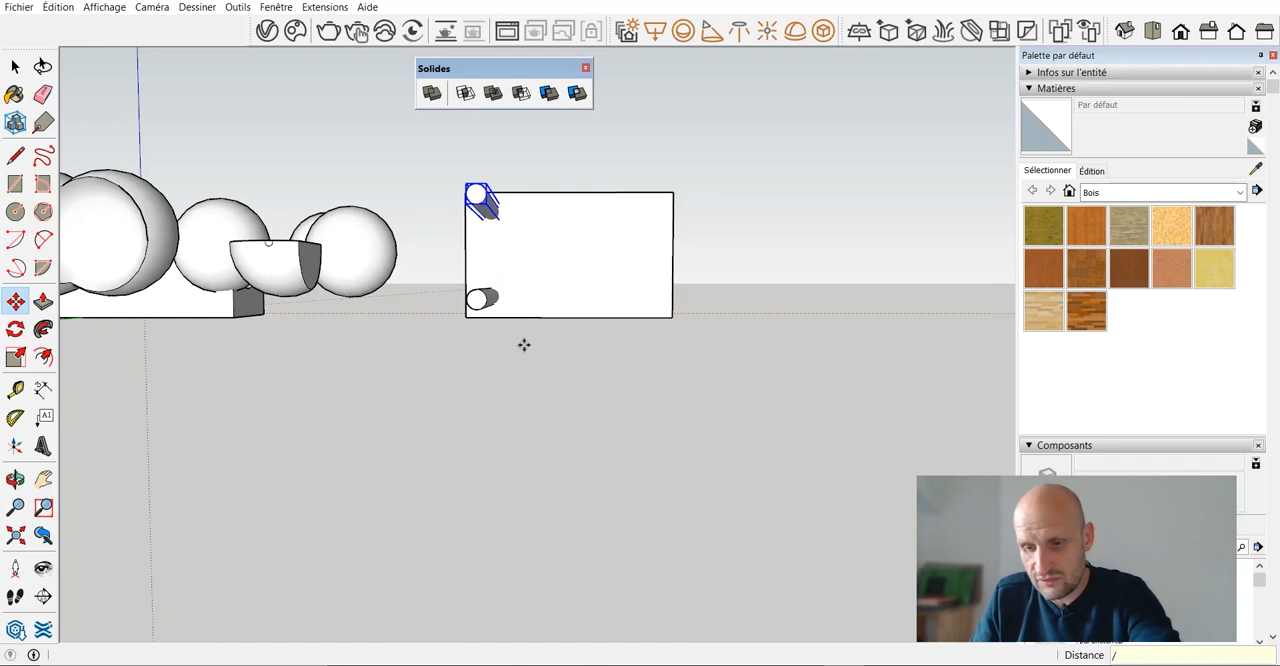 Fichier Édition Affichage Caméra Dessiner Outils Fenêtre Extensions Aide
Palette par défaut
Solides
Infos sur l'entité
Matières
Par défaut
Sélectionner Édition
Bois
AI
Composants
Distance /